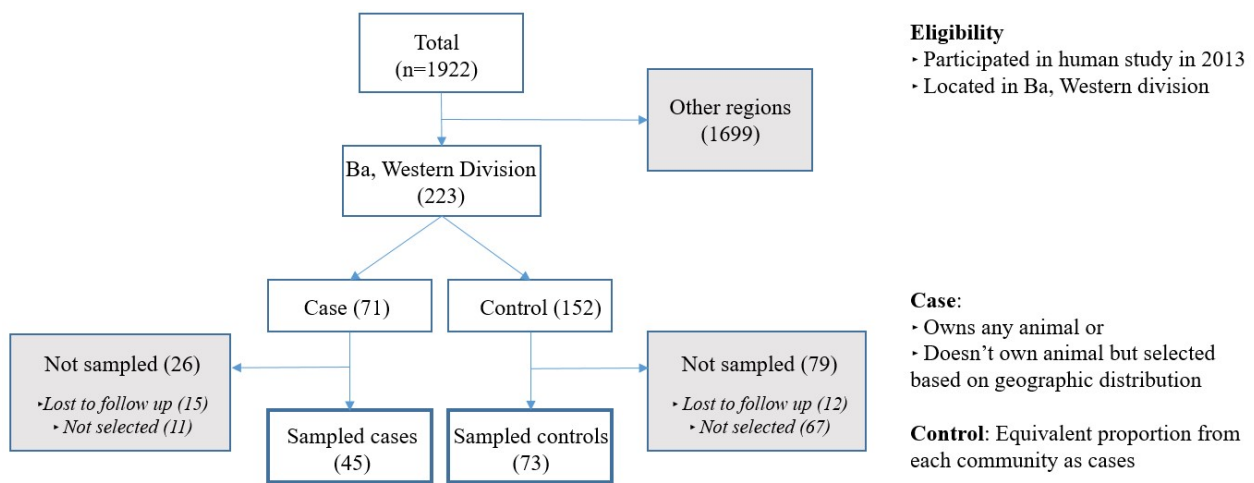 Total
(n=1922)
Eligibility
‣ Participated in human study in 2013
‣ Located in Ba, Western division
Other regions
(1699)
Ba, Western Division
(223)
Case (71)
Control (152)
Not sampled (26)
‣Lost to follow up (15)
‣ Not selected (11)
Not sampled (79)
‣ Lost to follow up (12)
‣ Not selected (67)
Sampled cases
(45)
Sampled controls
(73)
Case:
‣ Owns any animal or
‣ Doesn’t own animal but selected
based on geographic distribution
Control: Equivalent proportion from
each community as cases